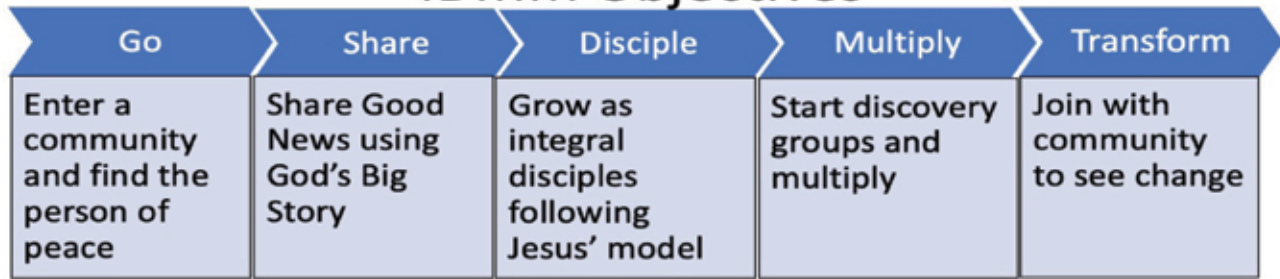 Objectives
Go
Share
Disciple
Multiply
Transform
Enter a
community
and find the
person of
peace
Share Good
News using
God's Big
Story
Grow as
integral
disciples
following
Jesus' model
Start discovery
groups and
multiply
Join with
community
to see change